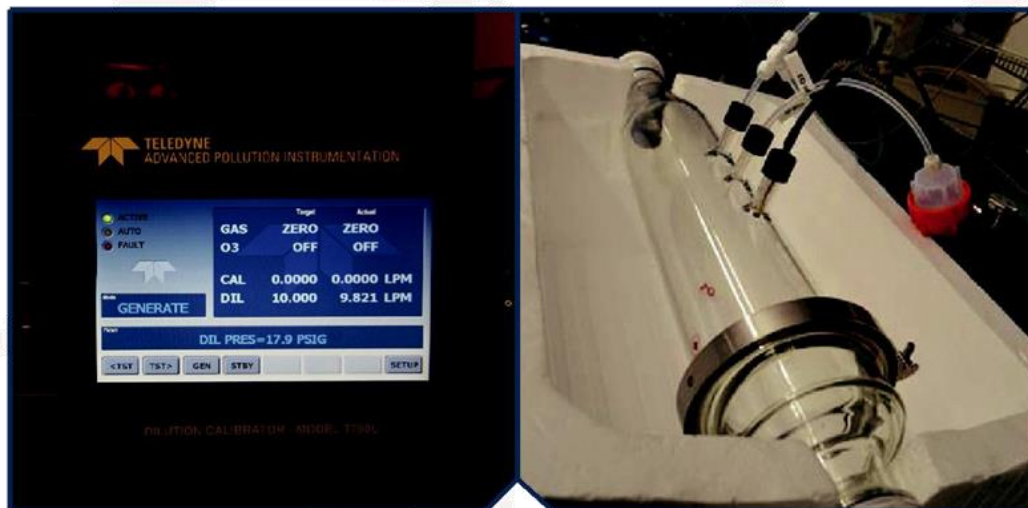 TELEDYNE
ADVANCED POLLUTION INSTRUMENTATION
ACTIVE
AUTO
FAULT
Target Actual
GAS ZERO ZERO
O3 OFF OFF
CAL 0.0000 0.0000 LPM
DIL 10.000 9.821 LPM
Mode
GENERATE
DIL PRES=17.9 PSIG
<TST TST> GEN STBY SETUP
DILUTION CALIBRATOR - MODEL